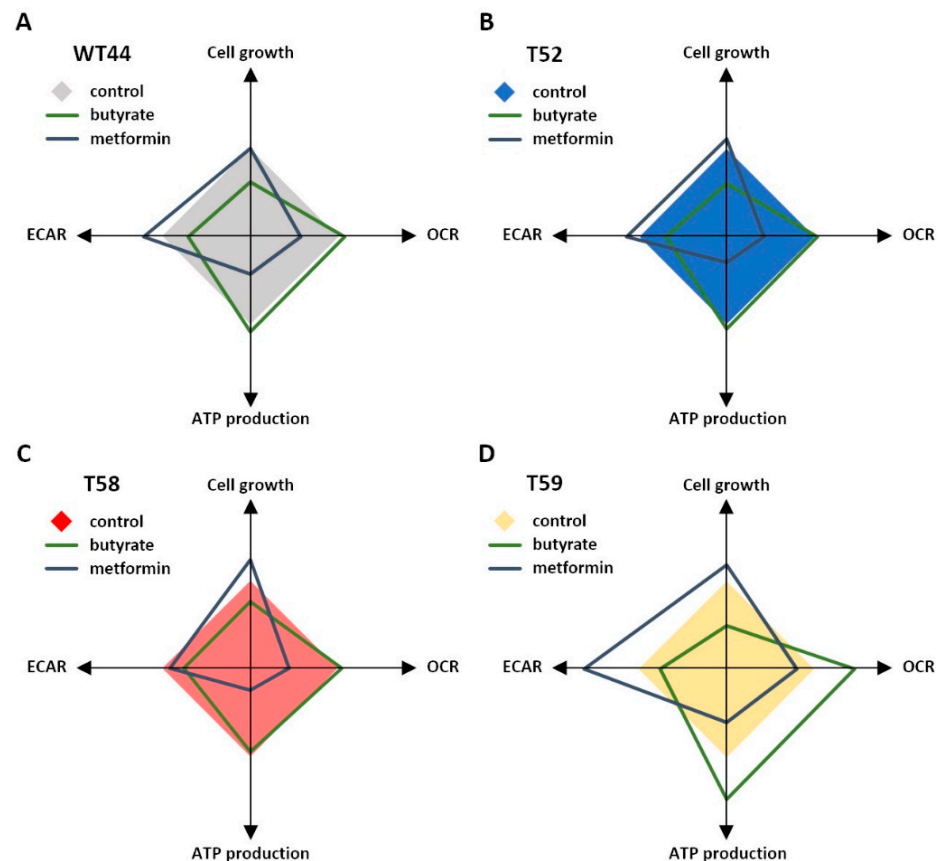 A
WT44
control
butyrate
metformin
Cell growth
ECAR
OCR
ATP production
B
T52
control
butyrate
metformin
Cell growth
ECAR
OCR
ATP production
C
T58
control
butyrate
metformin
Cell growth
ECAR
OCR
ATP production
D
T59
control
butyrate
metformin
Cell growth
ECAR
OCR
ATP production